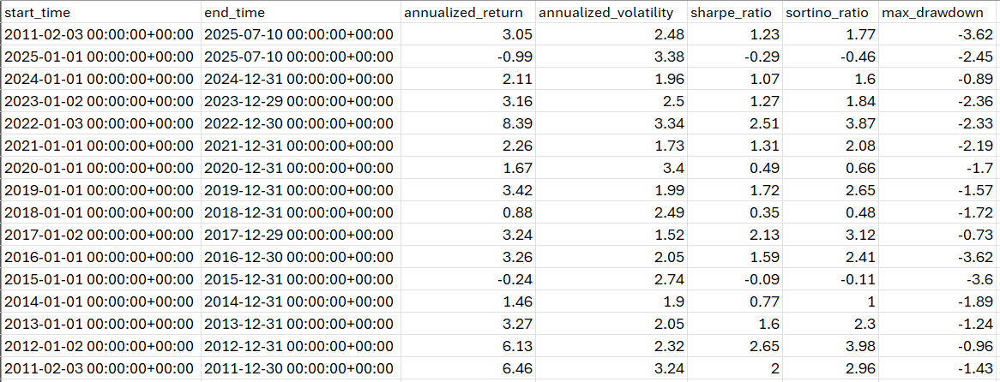 start_time end_time annualized_return annualized_volatility sharpe_ratio sortino_ratio max_drawdown
2011-02-03 00:00:00+00:00 2025-07-10 00:00:00+00:00 3.05 2.48 1.23 1.77 -3.62
2025-01-01 00:00:00+00:00 2025-07-10 00:00:00+00:00 -0.99 3.38 -0.29 -0.46 -2.45
2024-01-01 00:00:00+00:00 2024-12-31 00:00:00+00:00 2.11 1.96 1.07 1.6 -0.89
2023-01-02 00:00:00+00:00 2023-12-29 00:00:00+00:00 3.16 2.5 1.27 1.84 -2.36
2022-01-03 00:00:00+00:00 2022-12-30 00:00:00+00:00 8.39 3.34 2.51 3.87 -2.33
2021-01-01 00:00:00+00:00 2021-12-31 00:00:00+00:00 2.26 1.73 1.31 2.08 -2.19
2020-01-01 00:00:00+00:00 2020-12-31 00:00:00+00:00 1.67 3.4 0.49 0.66 -1.7
2019-01-01 00:00:00+00:00 2019-12-31 00:00:00+00:00 3.42 1.99 1.72 2.65 -1.57
2018-01-01 00:00:00+00:00 2018-12-31 00:00:00+00:00 0.88 2.49 0.35 0.48 -1.72
2017-01-02 00:00:00+00:00 2017-12-29 00:00:00+00:00 3.24 1.52 2.13 3.12 -0.73
2016-01-01 00:00:00+00:00 2016-12-30 00:00:00+00:00 3.26 2.05 1.59 2.41 -3.62
2015-01-01 00:00:00+00:00 2015-12-31 00:00:00+00:00 -0.24 2.74 -0.09 -0.11 -3.6
2014-01-01 00:00:00+00:00 2014-12-31 00:00:00+00:00 1.46 1.9 0.77 1 -1.89
2013-01-01 00:00:00+00:00 2013-12-31 00:00:00+00:00 3.27 2.05 1.6 2.3 -1.24
2012-01-02 00:00:00+00:00 2012-12-31 00:00:00+00:00 6.13 2.32 2.65 3.98 -0.96
2011-02-03 00:00:00+00:00 2011-12-30 00:00:00+00:00 6.46 3.24 2 2.96 -1.43